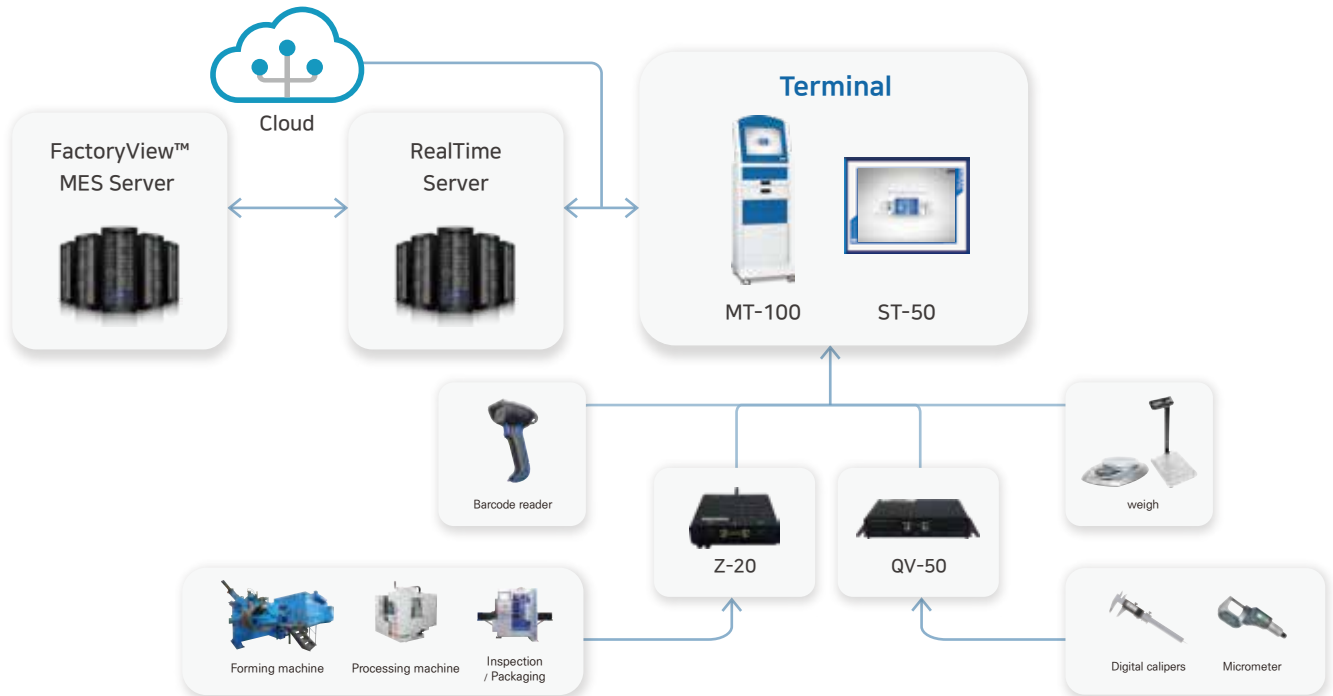 Cloud
FactoryView™
MES Server
RealTime
Server
Terminal
MT-100
ST-50
Barcode reader
weigh
Z-20
QV-50
Forming machine
Processing machine
Inspection
/ Packaging
Digital calipers
Micrometer